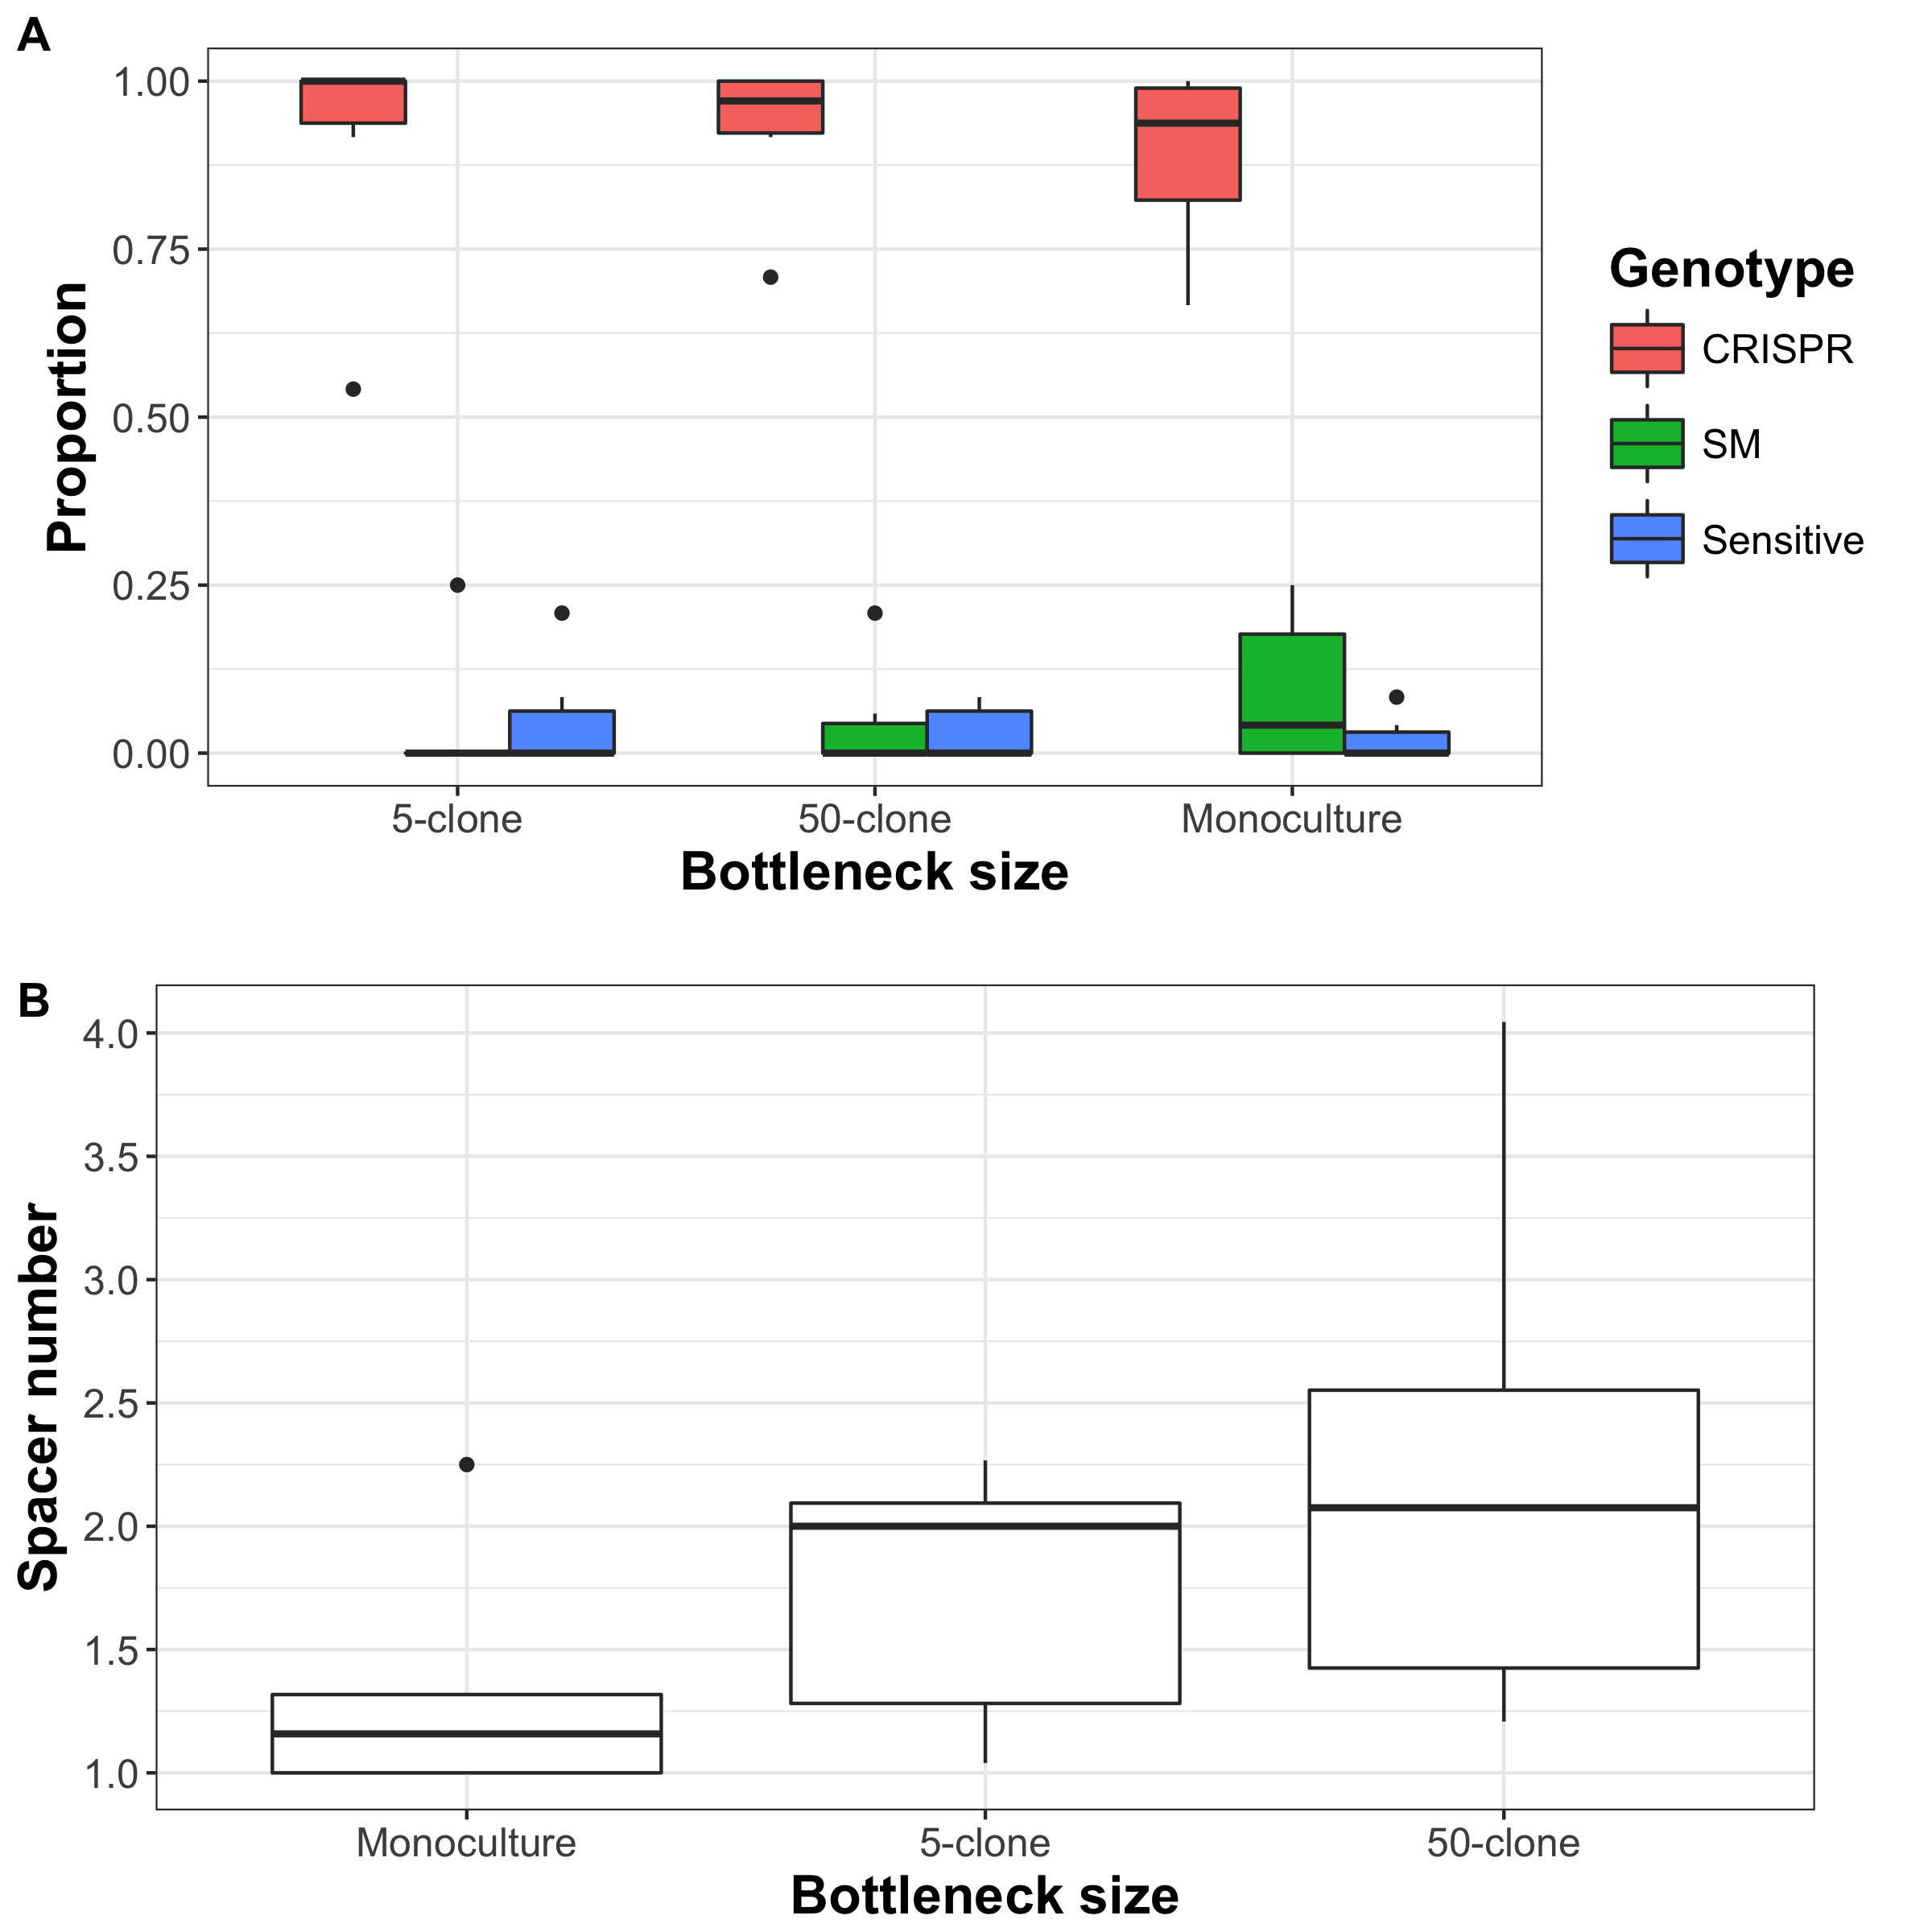 A
1.00
0.75
0.50
0.25
0.00
Proportion
5-clone 50-clone Monoculture
Bottleneck size
Genotype
CRISPR
SM
Sensitive
B
4.0
3.5
3.0
2.5
2.0
1.5
1.0
Spacer number
Monoculture 5-clone 50-clone
Bottleneck size